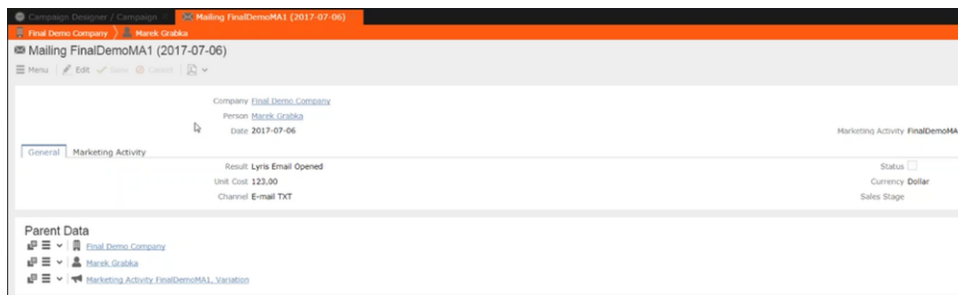 Campaign Designer / Campaign
Mailing FinalDemoMA1 (2017-07-06)
Final Demo Company
Marek Grabka
Mailing FinalDemoMA1 (2017-07-06)
Menu Edit Save Cancel
Company Final Demo Company
Person Marek Grabka
Date 2017-07-06 Marketing Activity FinalDemoMA
General Marketing Activity
Result Lyris Email Opened Status
Unit Cost 123,00 Currency Dollar
Channel E-mail TXT Sales Stage
Parent Data
Final Demo Company
Marek Grabka
Marketing Activity FinalDemoMA1, Variation